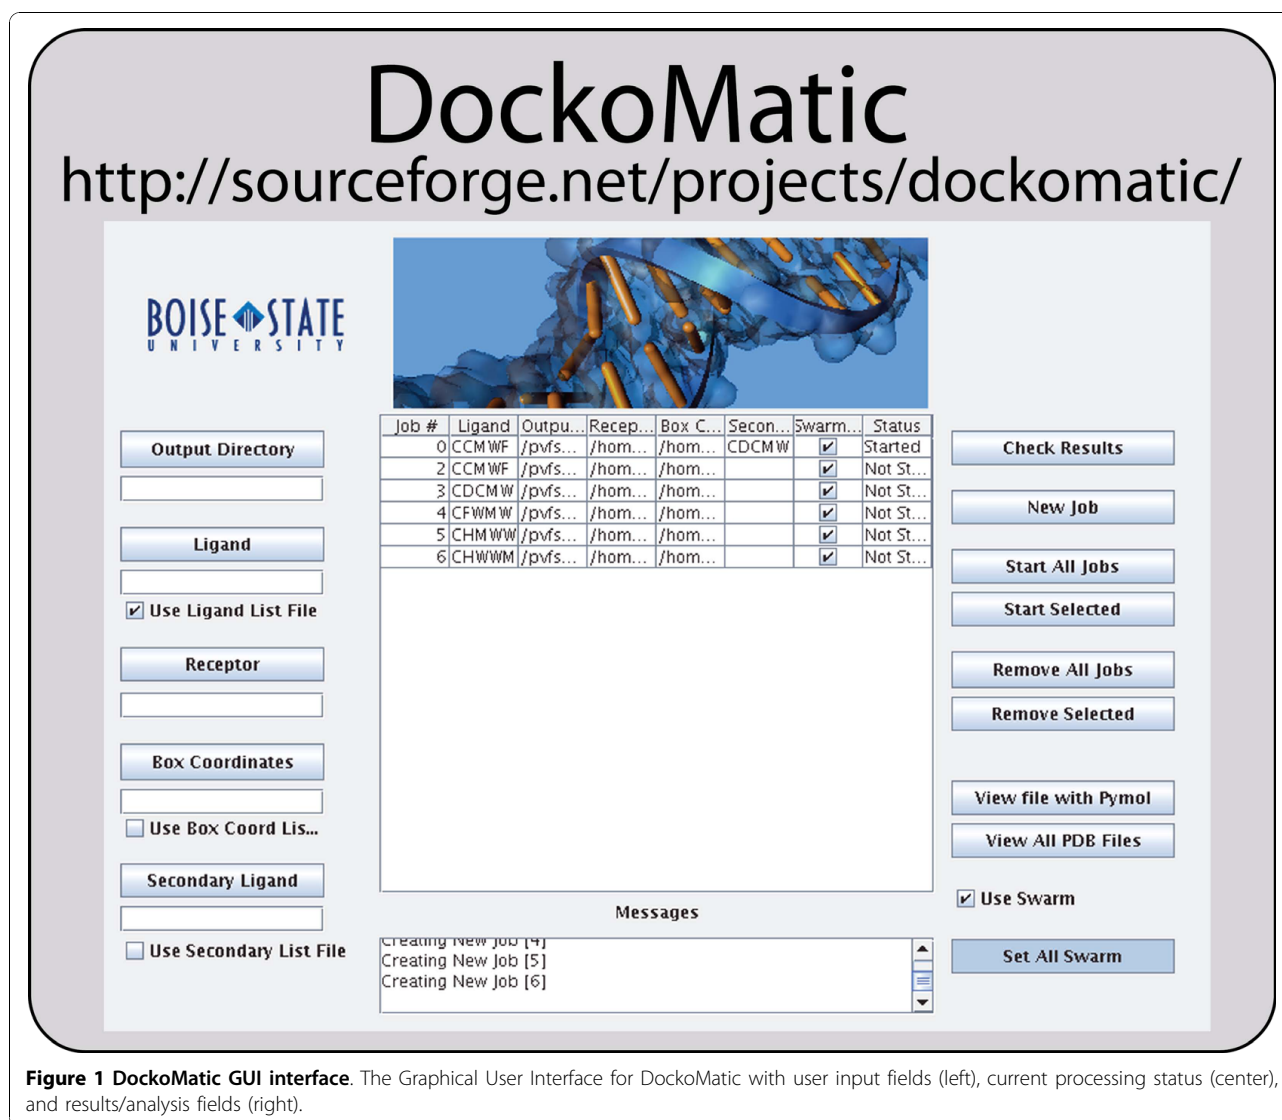 DockoMatic
http://sourceforge.net/projects/dockomatic/
BOISE STATE
UNIVERSITY
Output Directory
Ligand
Use Ligand List File
Receptor
Box Coordinates
Use Box Coord Lis...
Secondary Ligand
Use Secondary List File
Job # Ligand Outpu... Recep... Box C... Secon... Swarm... Status
0 CCMWF /pvfs... /hom... /hom... CDCMW Started
2 CCMWF /pvfs... /hom... /hom... Not St...
3 CDCMW /pvfs... /hom... /hom... Not St...
4 CFWMW /pvfs... /hom... /hom... Not St...
5 CHMWW /pvfs... /hom... /hom... Not St...
6 CHWWM /pvfs... /hom... /hom... Not St...
Messages
Creating New Job [4]
Creating New Job [5]
Creating New Job [6]
Check Results
New Job
Start All Jobs
Start Selected
Remove All Jobs
Remove Selected
View file with Pymol
View All PDB Files
Use Swarm
Set All Swarm
Figure 1 DockoMatic GUI interface. The Graphical User Interface for DockoMatic with user input fields (left), current processing status (center),
and results/analysis fields (right).